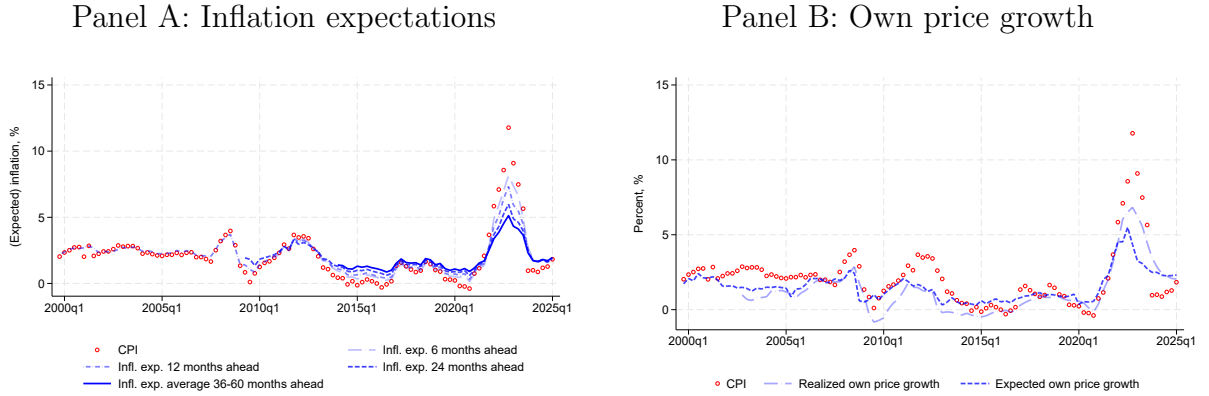 Panel A: Inflation expectations
(Expected) inflation, %
15
10
5
0
2000q1 2005q1 2010q1 2015q1 2020q1 2025q1
CPI
Infl. exp. 6 months ahead
Infl. exp. 12 months ahead
Infl. exp. 24 months ahead
Infl. exp. average 36-60 months ahead
Panel B: Own price growth
Percent, %
15
10
5
0
2000q1 2005q1 2010q1 2015q1 2020q1 2025q1
CPI
Realized own price growth
Expected own price growth